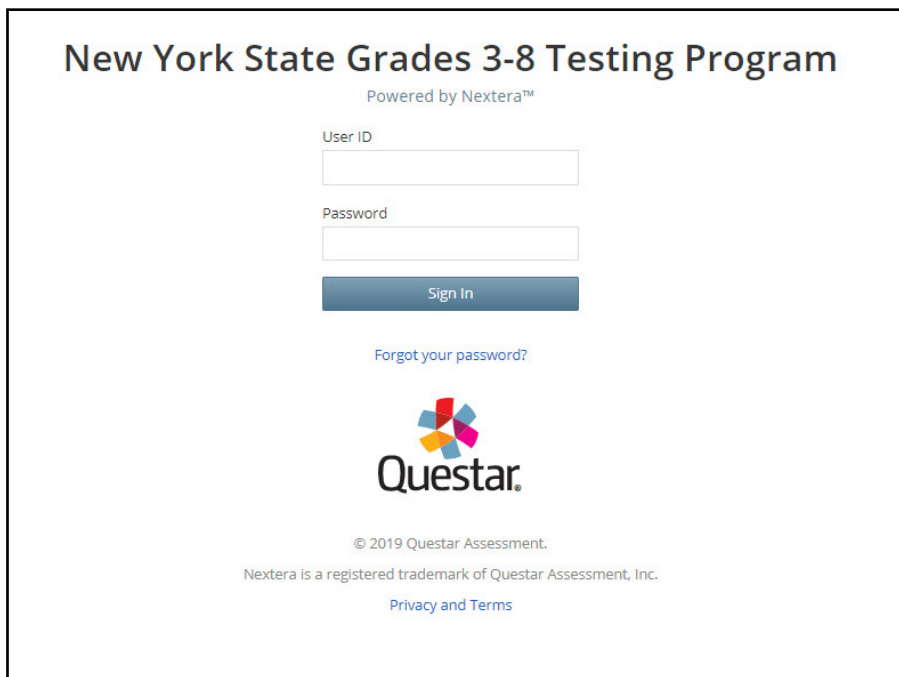 New York State Grades 3-8 Testing Program
Powered by Nextera™
User ID
Password
Sign In
Forgot your password?
Questar®
© 2019 Questar Assessment.
Nextera is a registered trademark of Questar Assessment, Inc.
Privacy and Terms